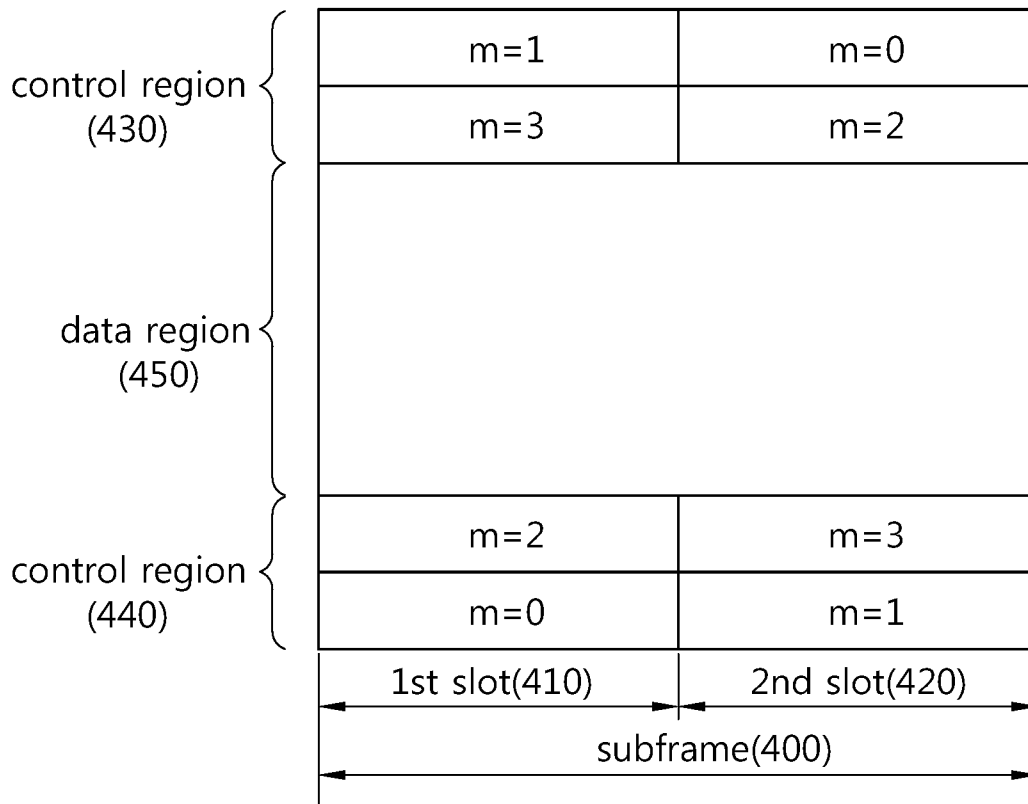 m=1 m=0
control region
(430)
m=3 m=2
data region
(450)
m=2 m=3
control region
(440)
m=0 m=1
1st slot(410) 2nd slot(420)
subframe(400)